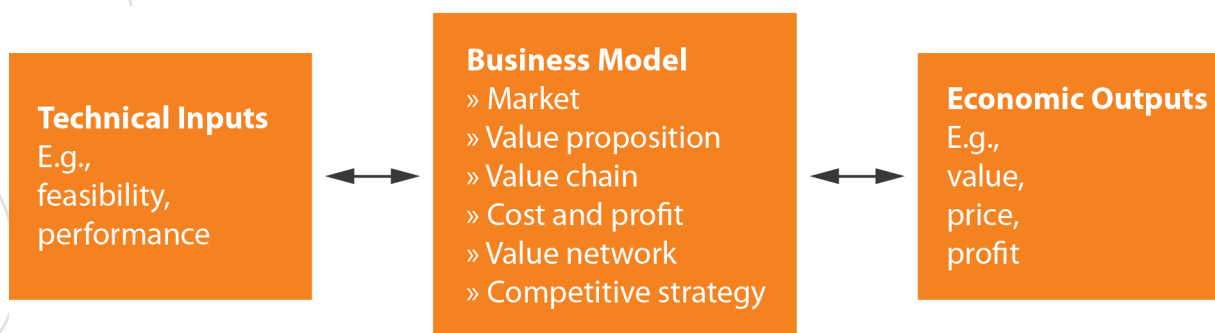 Technical Inputs
E.g.,
feasibility,
performance
Business Model
» Market
» Value proposition
» Value chain
» Cost and profit
» Value network
» Competitive strategy
Economic Outputs
E.g.,
value,
price,
profit